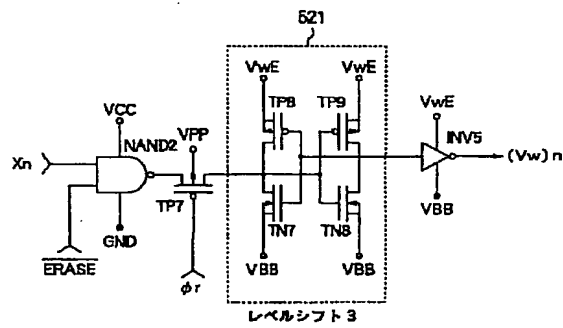 521
VwE VwE
TP8 TP9
VwE
VCC
NAND2
VPP
INV5
Xn
(Vw)n
TP7
TN7 TN8
VBB
GND
VBB VBB
ERASE
φr
レベルシフト3